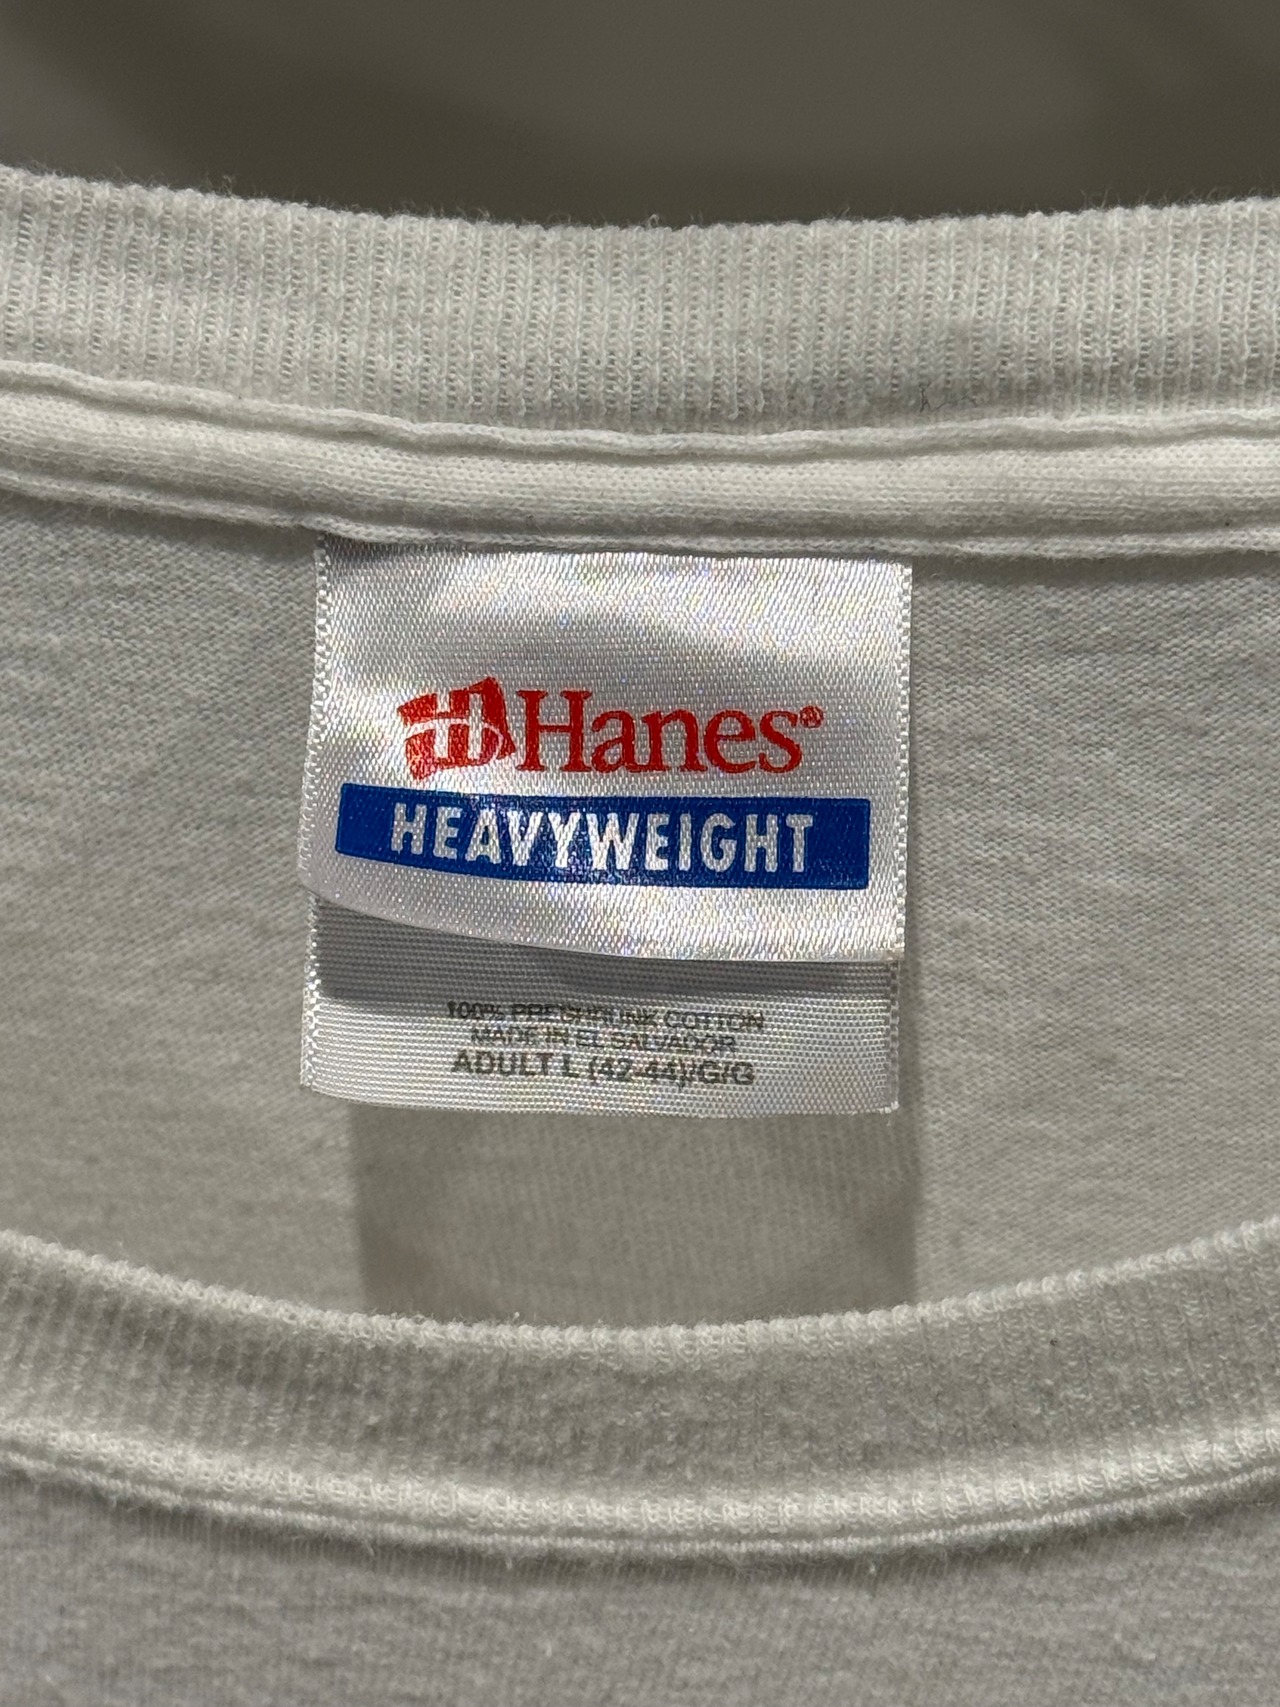 Hanes®
HEAVYWEIGHT
100% PRESHRUNK COTTON
MADE IN EL SALVADOR
ADULT L (42-44)/G/G